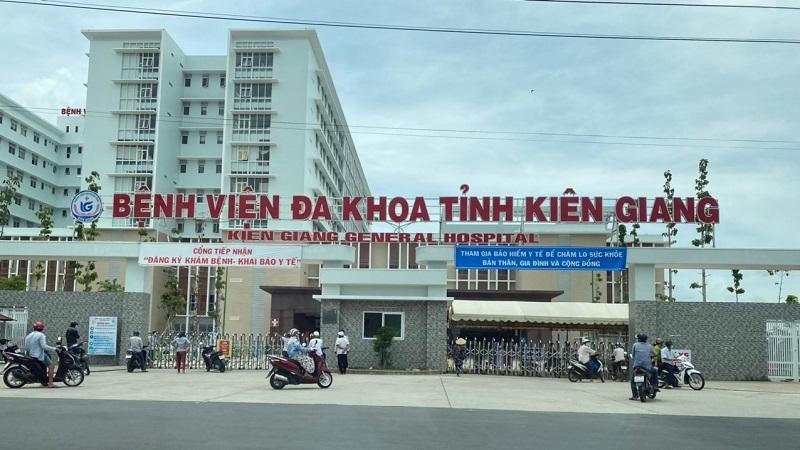 BỆNH V
BỆNH VIỆN ĐA KHOA TỈNH KIÊN GIANG
KIEN GIANG GENERAL HOSPITAL
CỔNG TIẾP NHẬN
"ĐĂNG KÝ KHÁM BỆNH- KHAI BÁO Y TẾ"
THAM GIA BẢO HIỂM Y TẾ ĐỂ CHĂM LO SỨC KHỎE
BẢN THÂN, GIA ĐÌNH VÀ CỘNG ĐỒNG